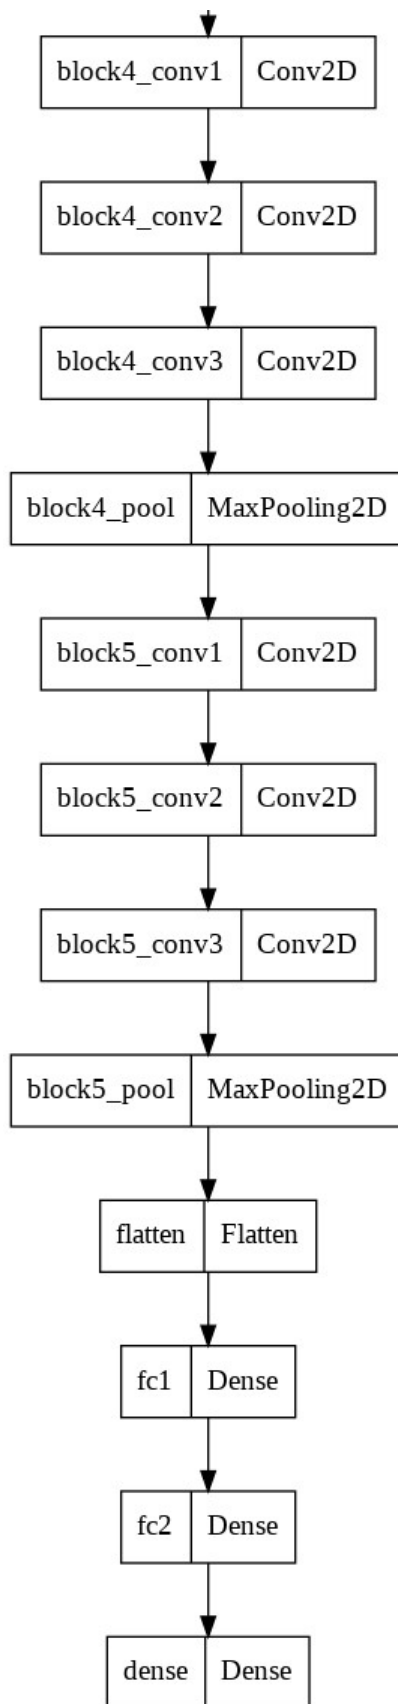 block4_conv1 Conv2D
block4_conv2 Conv2D
block4_conv3 Conv2D
block4_pool MaxPooling2D
block5_conv1 Conv2D
block5_conv2 Conv2D
block5_conv3 Conv2D
block5_pool MaxPooling2D
flatten Flatten
fc1 Dense
fc2 Dense
dense Dense